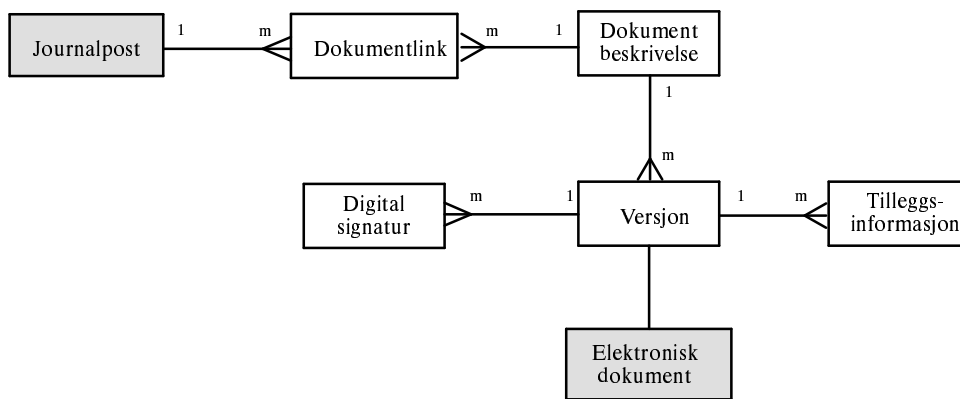 1 m m 1
Journalpost
Dokumentlink
Dokument
beskrivelse
1
m
m 1 1 m
Digital
signatur
Versjon
Tilleggs-
informasjon
Elektronisk
dokument